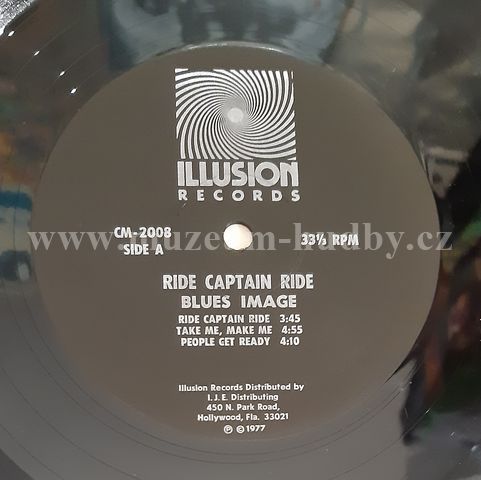 ILLUSION
RECORDS
CM-2008
SIDE A
33⅓ RPM
www.muzeum-hudby.cz
RIDE CAPTAIN RIDE
BLUES IMAGE
RIDE CAPTAIN RIDE 3:45
TAKE ME, MAKE ME 4:55
PEOPLE GET READY 4:10
Illusion Records Distributed by
I. J. E. Distributing
450 N. Park Road,
Hollywood, Fla. 33021
℗ © 1977